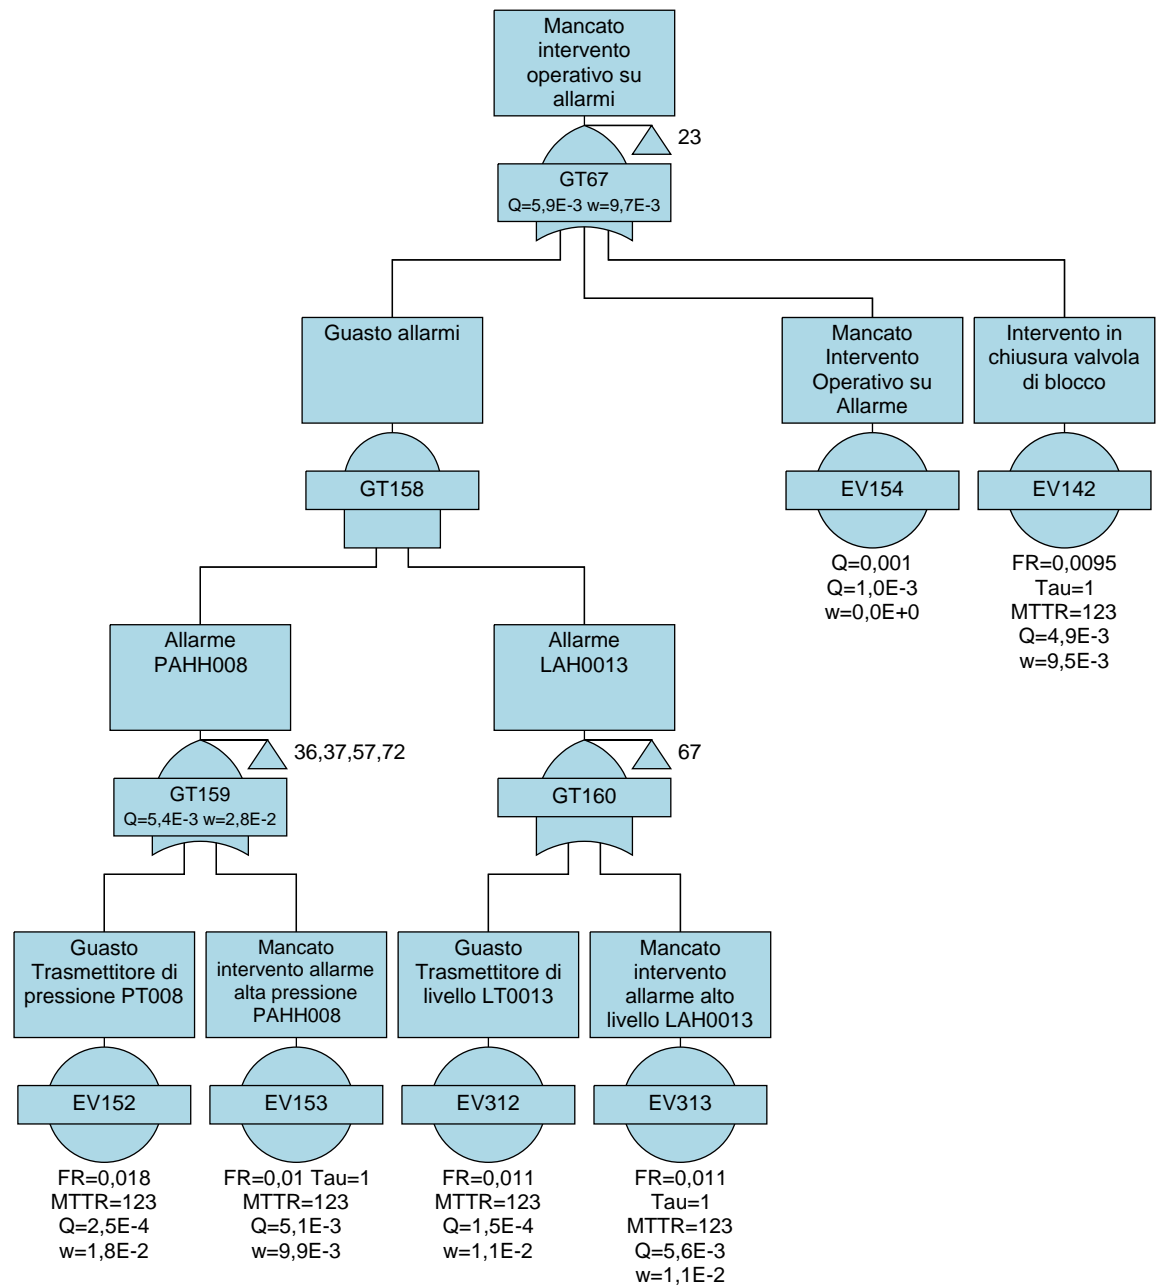 Mancato
intervento
operativo su
allarmi
23
GT67
Q=5,9E-3 w=9,7E-3
Guasto allarmi
GT158
Mancato
Intervento
Operativo su
Allarme
EV154
Q=0,001
Q=1,0E-3
w=0,0E+0
Intervento in
chiusura valvola
di blocco
EV142
FR=0,0095
Tau=1
MTTR=123
Q=4,9E-3
w=9,5E-3
Allarme
PAHH008
36,37,57,72
GT159
Q=5,4E-3 w=2,8E-2
Allarme
LAH0013
67
GT160
Guasto
Trasmettitore di
pressione PT008
EV152
FR=0,018
MTTR=123
Q=2,5E-4
w=1,8E-2
Mancato
intervento allarme
alta pressione
PAHH008
EV153
FR=0,01 Tau=1
MTTR=123
Q=5,1E-3
w=9,9E-3
Guasto
Trasmettitore di
livello LT0013
EV312
FR=0,011
MTTR=123
Q=1,5E-4
w=1,1E-2
Mancato
intervento
allarme alto
livello LAH0013
EV313
FR=0,011
Tau=1
MTTR=123
Q=5,6E-3
w=1,1E-2